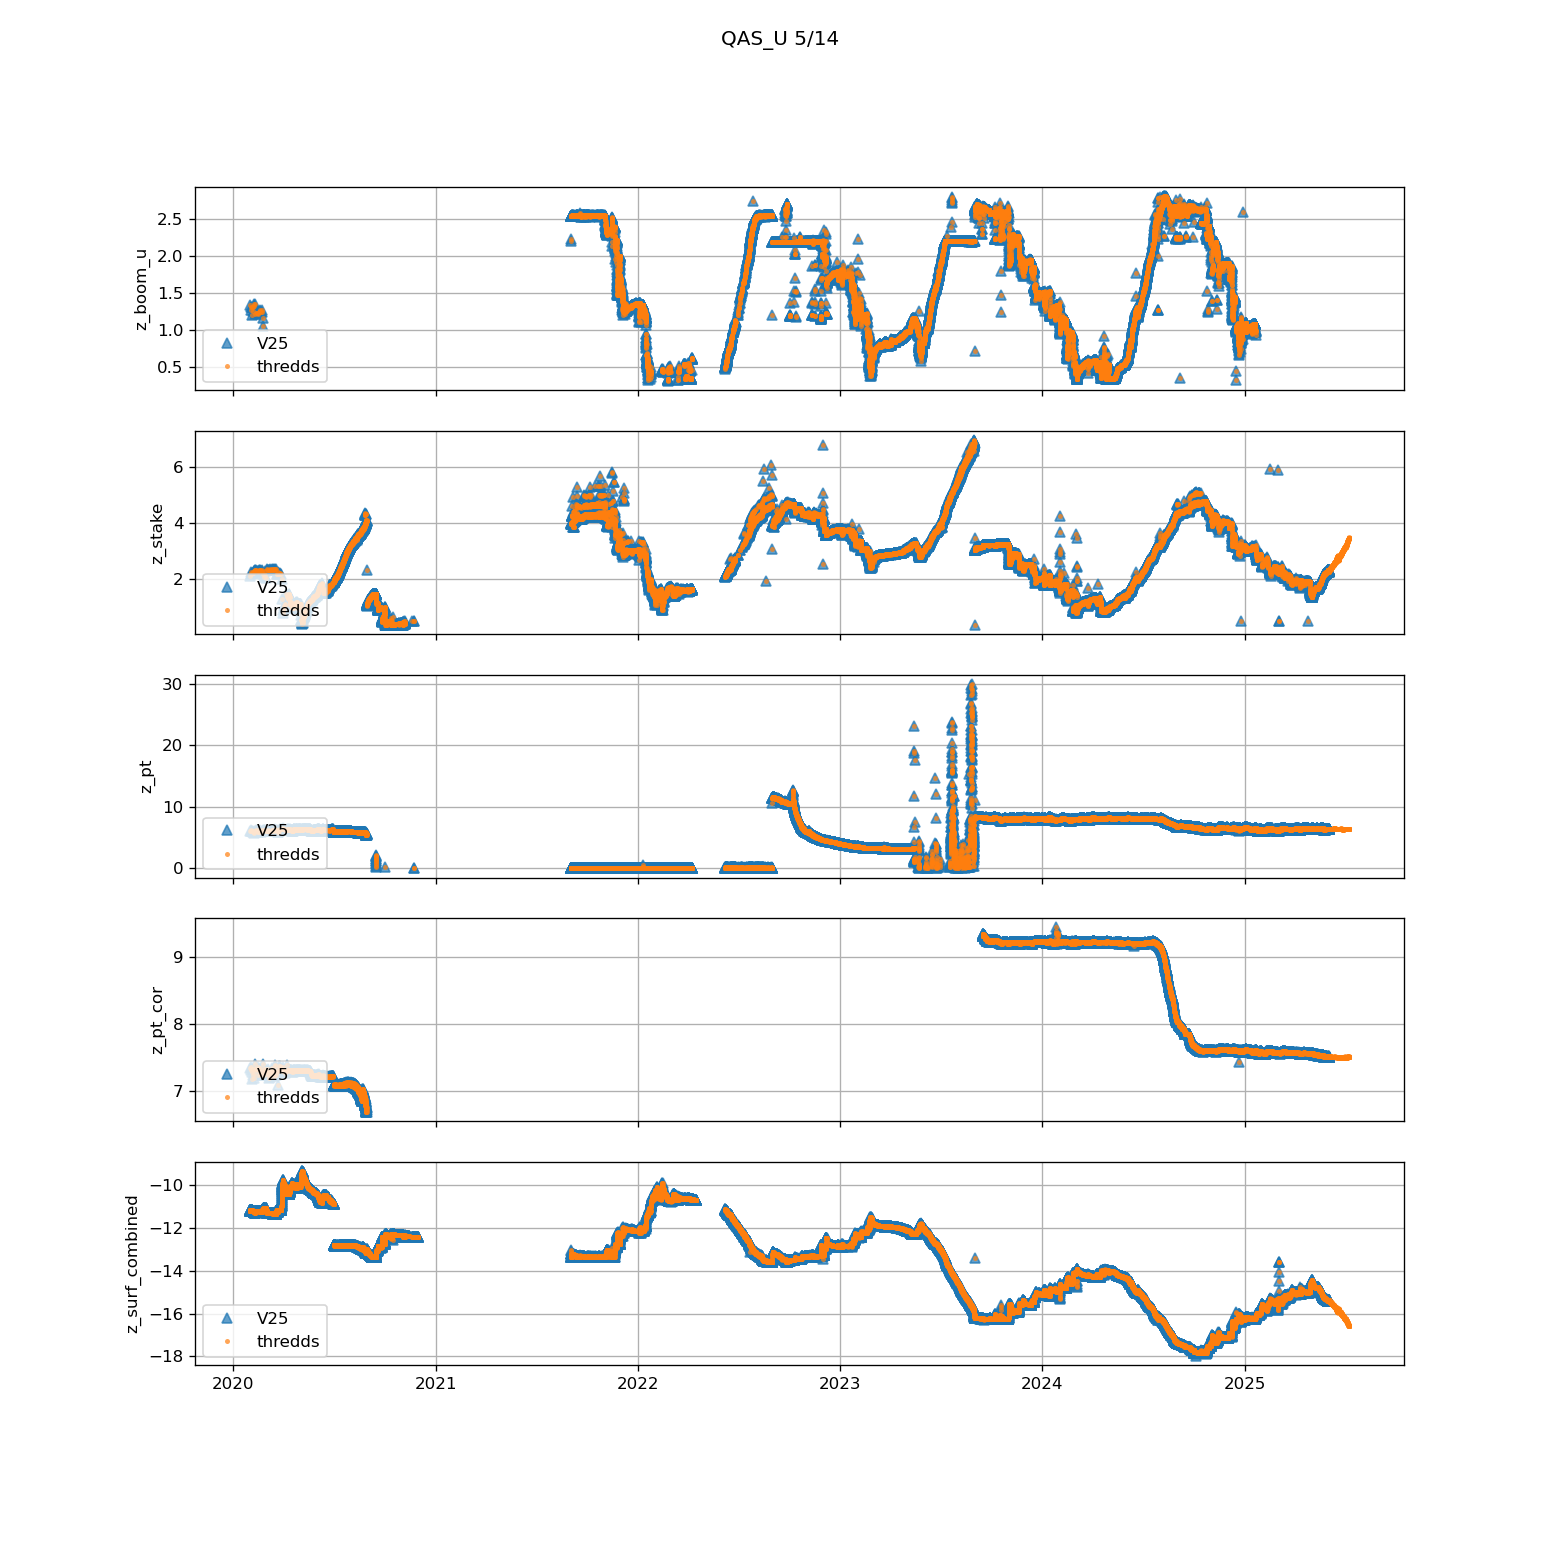 QAS_U 5/14
z_boom_u
2.5
2.0
1.5
1.0
0.5
V25
thredds
z_stake
6
4
2
V25
thredds
z_pt
30
20
10
0
V25
thredds
z_pt_cor
9
8
7
V25
thredds
z_surf_combined
−10
−12
−14
−16
−18
V25
thredds
2020 2021 2022 2023 2024 2025